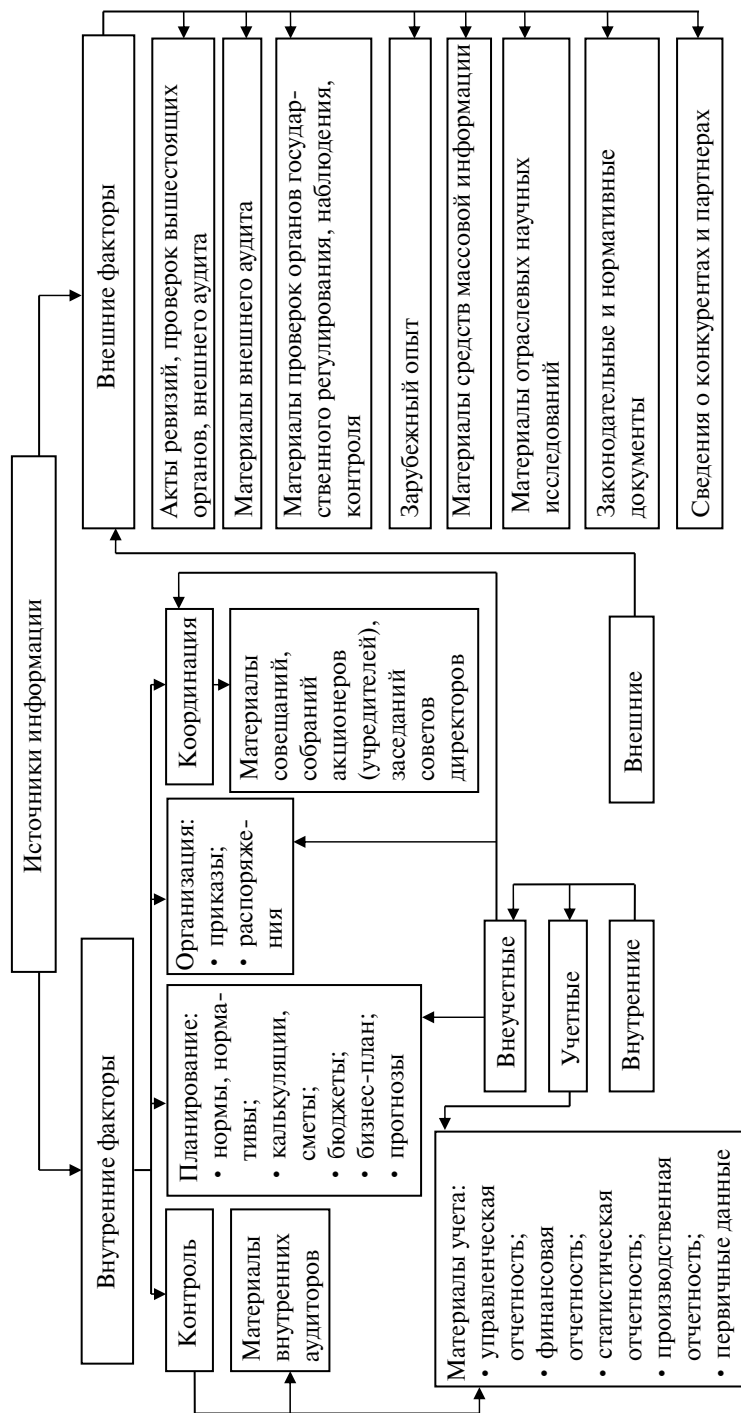 Источники информации
Внутренние факторы
Внешние факторы
Контроль
Материалы
внутренних
аудиторов
Планирование:
• нормы, норма-
тивы;
• калькуляции,
сметы;
• бюджеты;
• бизнес-план;
• прогнозы
Организация:
• приказы;
• распоряже-
ния
Координация
Материалы
совещаний,
собраний
акционеров
(учредителей),
заседаний
советов
директоров
Акты ревизий, проверок вышестоящих
органов, внешнего аудита
Материалы внешнего аудита
Материалы проверок органов государ-
ственного регулирования, наблюдения,
контроля
Зарубежный опыт
Материалы средств массовой информации
Материалы отраслевых научных
исследований
Законодательные и нормативные
документы
Сведения о конкурентах и партнерах
Материалы учета:
• управленческая
отчетность;
• финансовая
отчетность;
• статистическая
отчетность;
• производственная
отчетность;
• первичные данные
Внеучетные
Учетные
Внутренние
Внешние